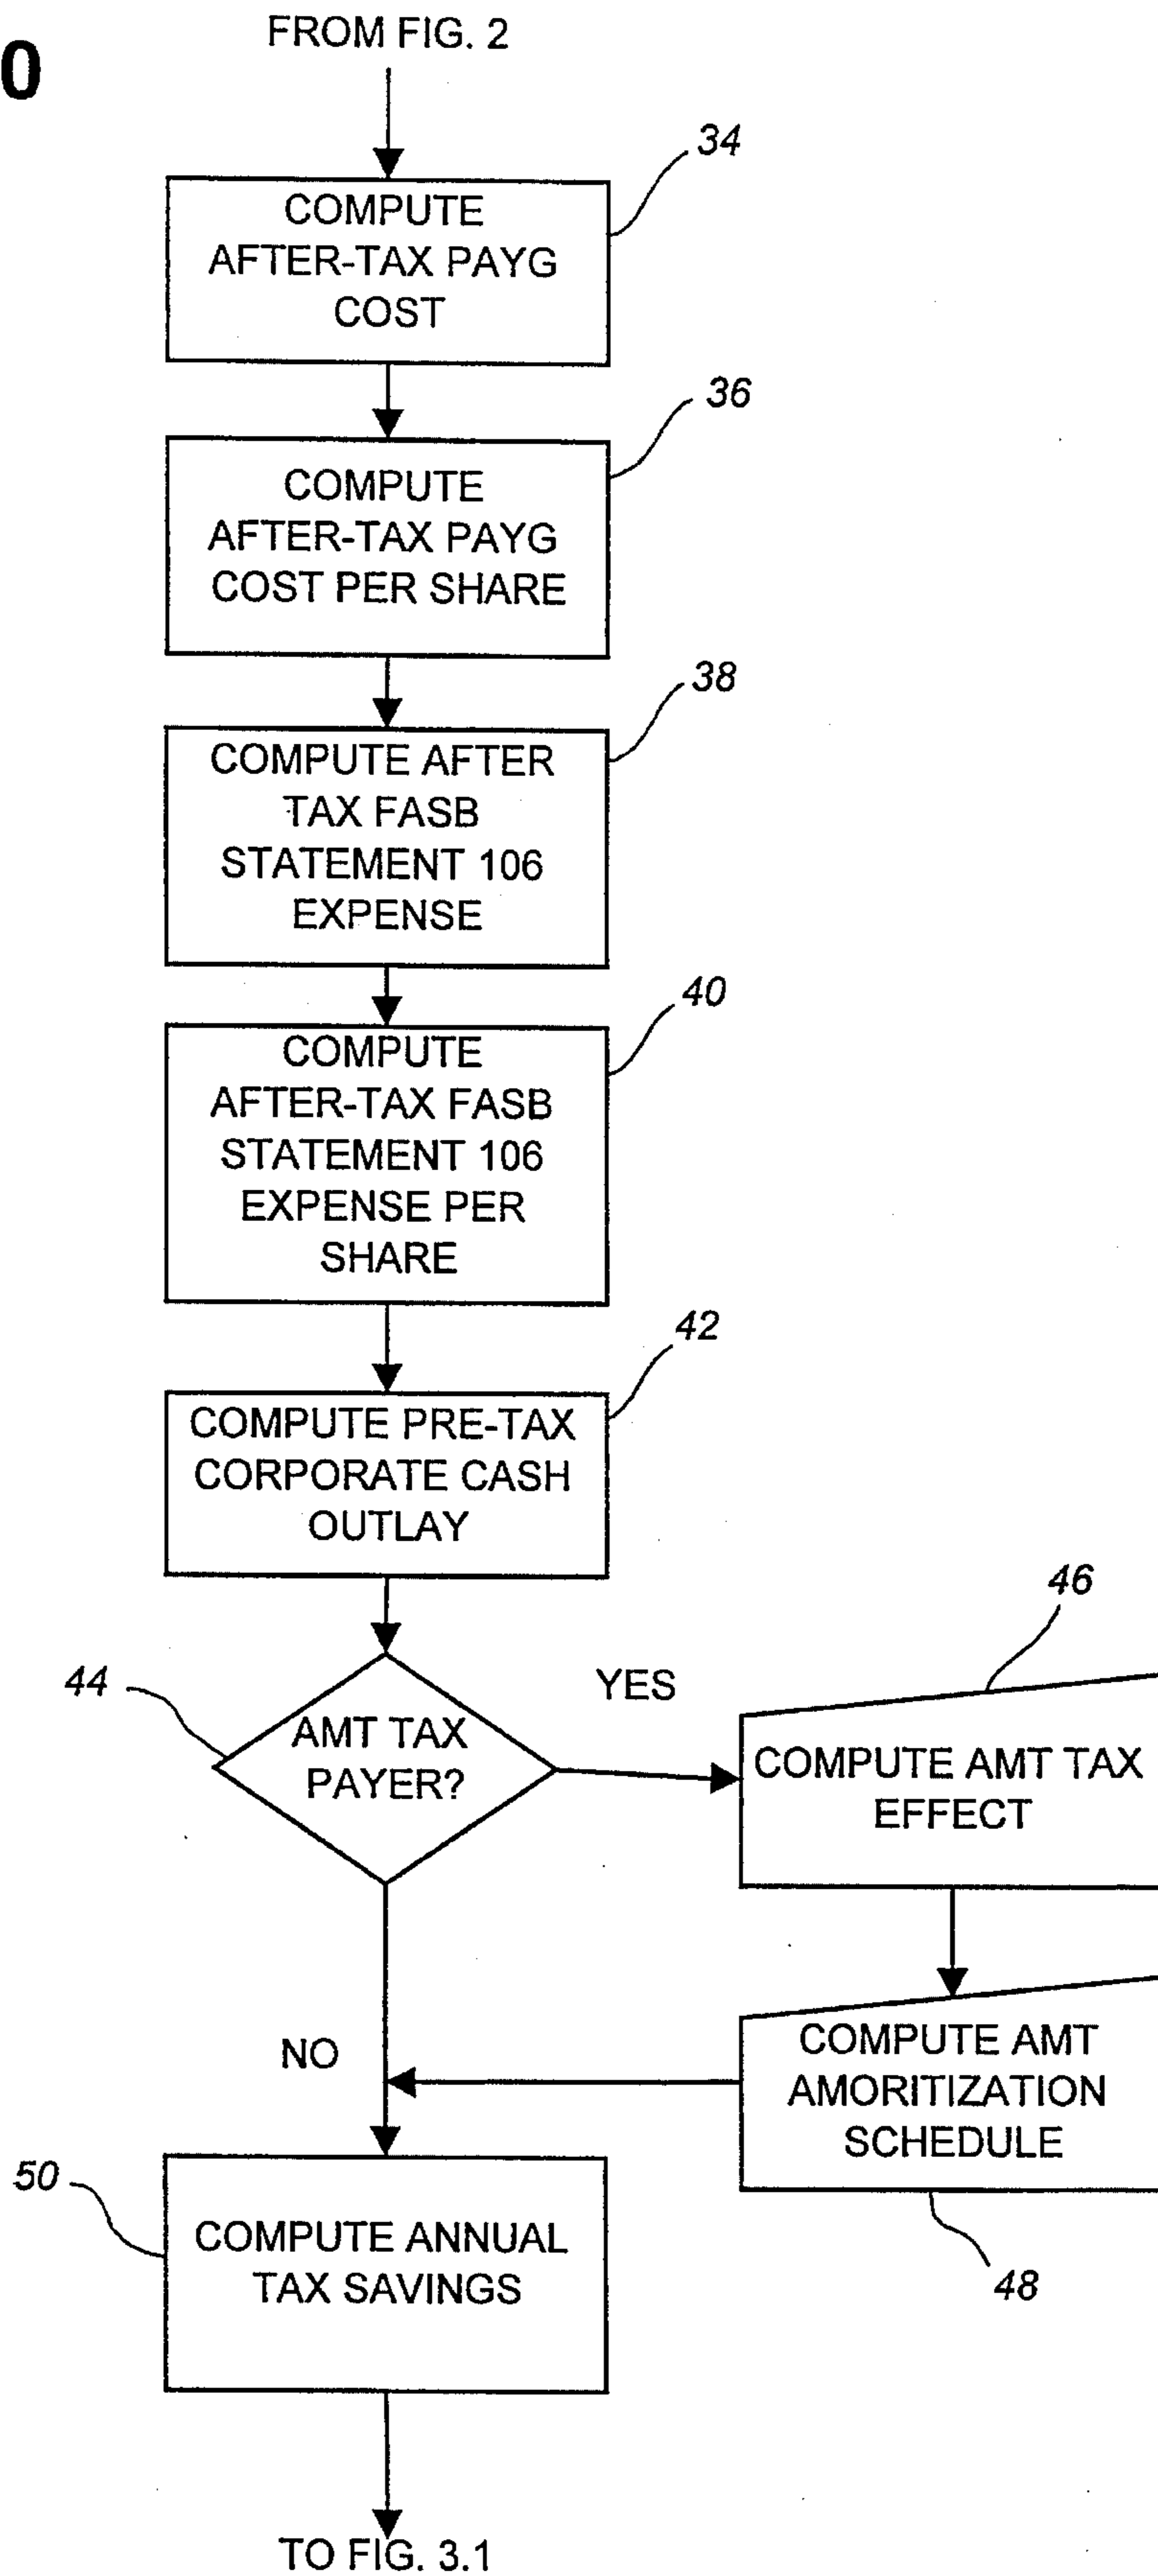 FROM FIG. 2
0
34
COMPUTE
AFTER-TAX PAYG
COST
36
COMPUTE
AFTER-TAX PAYG
COST PER SHARE
38
COMPUTE AFTER
TAX FASB
STATEMENT 106
EXPENSE
40
COMPUTE
AFTER-TAX FASB
STATEMENT 106
EXPENSE PER
SHARE
42
COMPUTE PRE-TAX
CORPORATE CASH
OUTLAY
44
AMT TAX
PAYER?
YES
46
COMPUTE AMT TAX
EFFECT
NO
COMPUTE AMT
AMORITIZATION
SCHEDULE
48
50
COMPUTE ANNUAL
TAX SAVINGS
TO FIG. 3.1